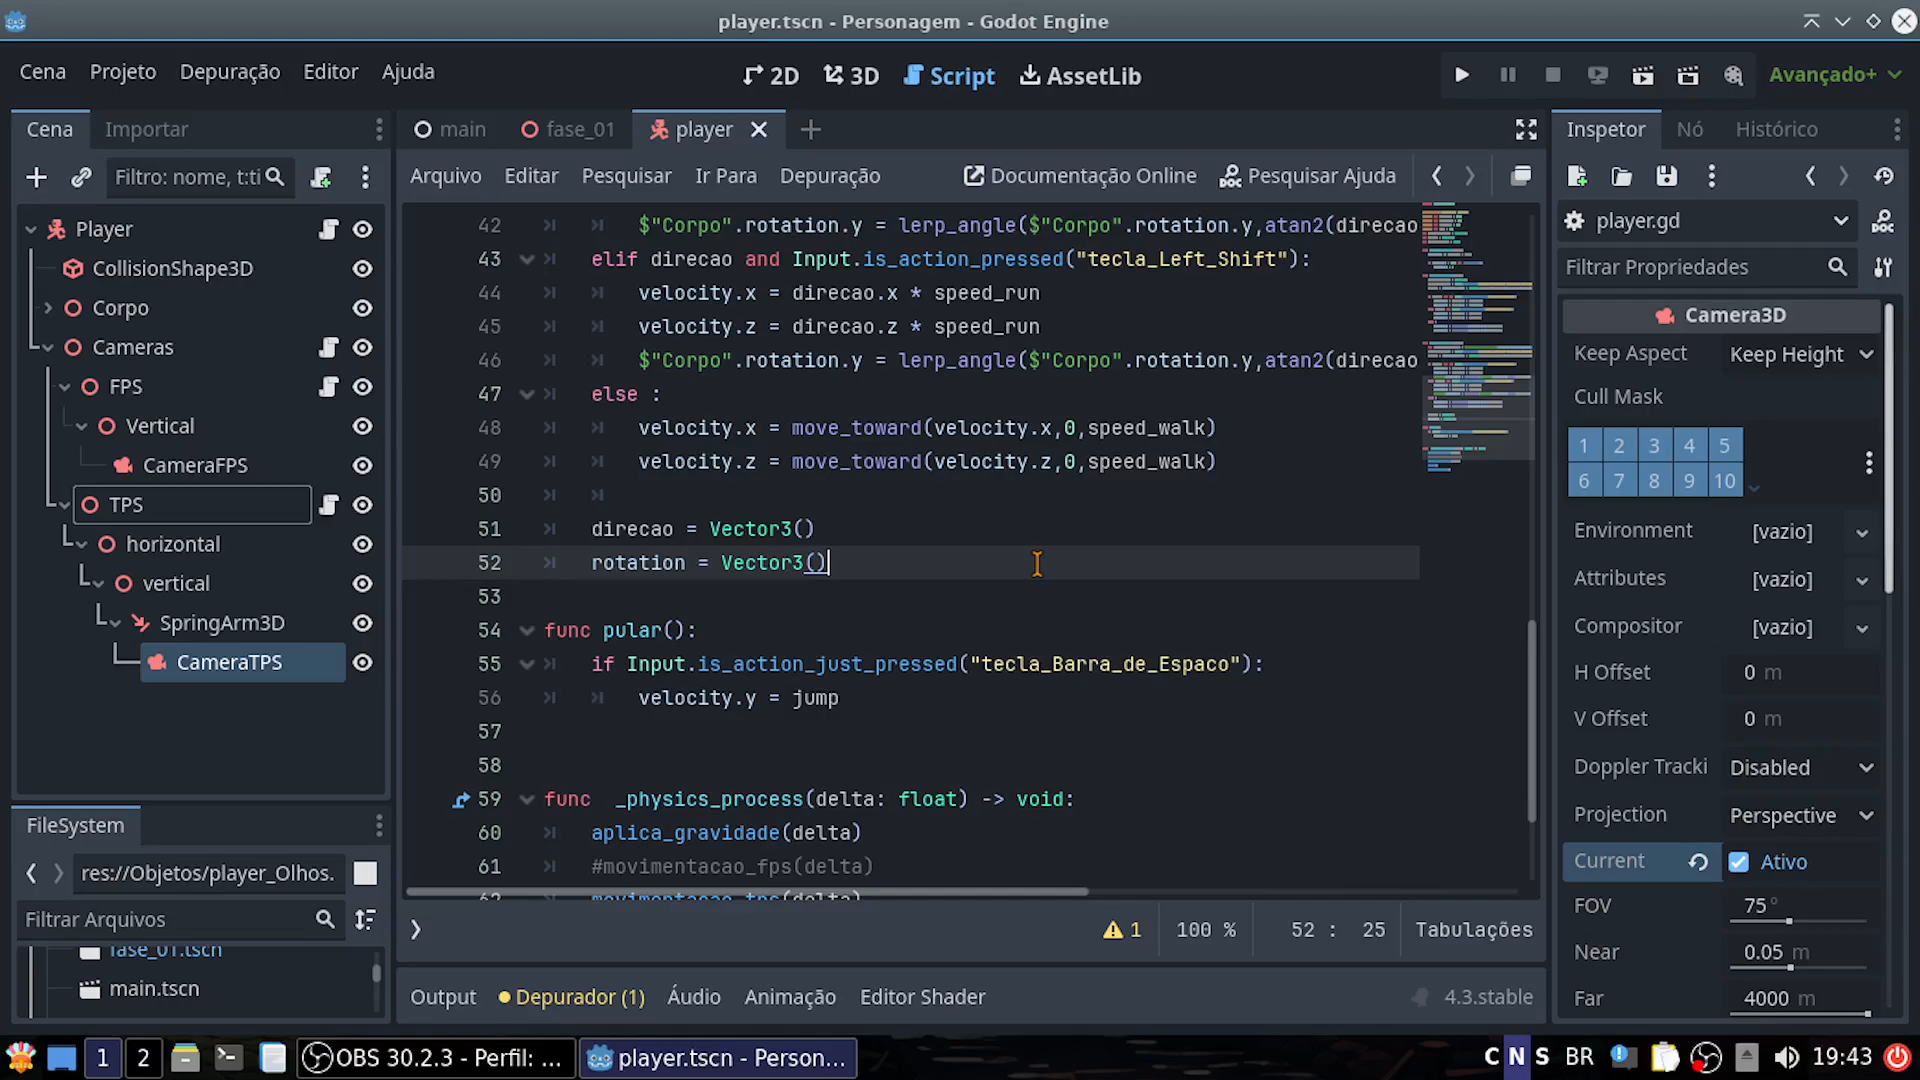 player.tscn - Personagem - Godot Engine
Cena Projeto Depuração Editor Ajuda
2D 3D Script AssetLib
Avançado+
Cena Importar
main fase_01 player
Inspetor Nó Histórico
Filtro: nome, t:ti
Arquivo Editar Pesquisar Ir Para Depuração
Documentação Online Pesquisar Ajuda
player.gd
Filtrar Propriedades
Player
CollisionShape3D
Corpo
Cameras
FPS
Vertical
CameraFPS
TPS
horizontal
vertical
SpringArm3D
CameraTPS
42 $"Corpo".rotation.y = lerp_angle($"Corpo".rotation.y,atan2(direcao
43 elif direcao and Input.is_action_pressed("tecla_Left_Shift"):
44 velocity.x = direcao.x * speed_run
45 velocity.z = direcao.z * speed_run
46 $"Corpo".rotation.y = lerp_angle($"Corpo".rotation.y,atan2(direcao
47 else :
48 velocity.x = move_toward(velocity.x,0,speed_walk)
49 velocity.z = move_toward(velocity.z,0,speed_walk)
50
51 direcao = Vector3()
52 rotation = Vector3()
53
54 func pular():
55 if Input.is_action_just_pressed("tecla_Barra_de_Espaco"):
56 velocity.y = jump
57
58
59 func _physics_process(delta: float) -> void:
60 aplica_gravidade(delta)
61 #movimentacao_fps(delta)
62 movimentacao_tps(delta)
1 100 % 52 : 25 Tabulações
Output Depurador (1) Áudio Animação Editor Shader 4.3.stable
Camera3D
Keep Aspect Keep Height
Cull Mask
1 2 3 4 5
6 7 8 9 10
Environment [vazio]
Attributes [vazio]
Compositor [vazio]
H Offset 0 m
V Offset 0 m
Doppler Tracki Disabled
Projection Perspective
Current Ativo
FOV 75 °
Near 0.05 m
Far 4000 m
FileSystem
res://Objetos/player_Olhos.
Filtrar Arquivos
fase_01.tscn
main.tscn
1 2 OBS 30.2.3 - Perfil: ... player.tscn - Person... C N S BR 19:43